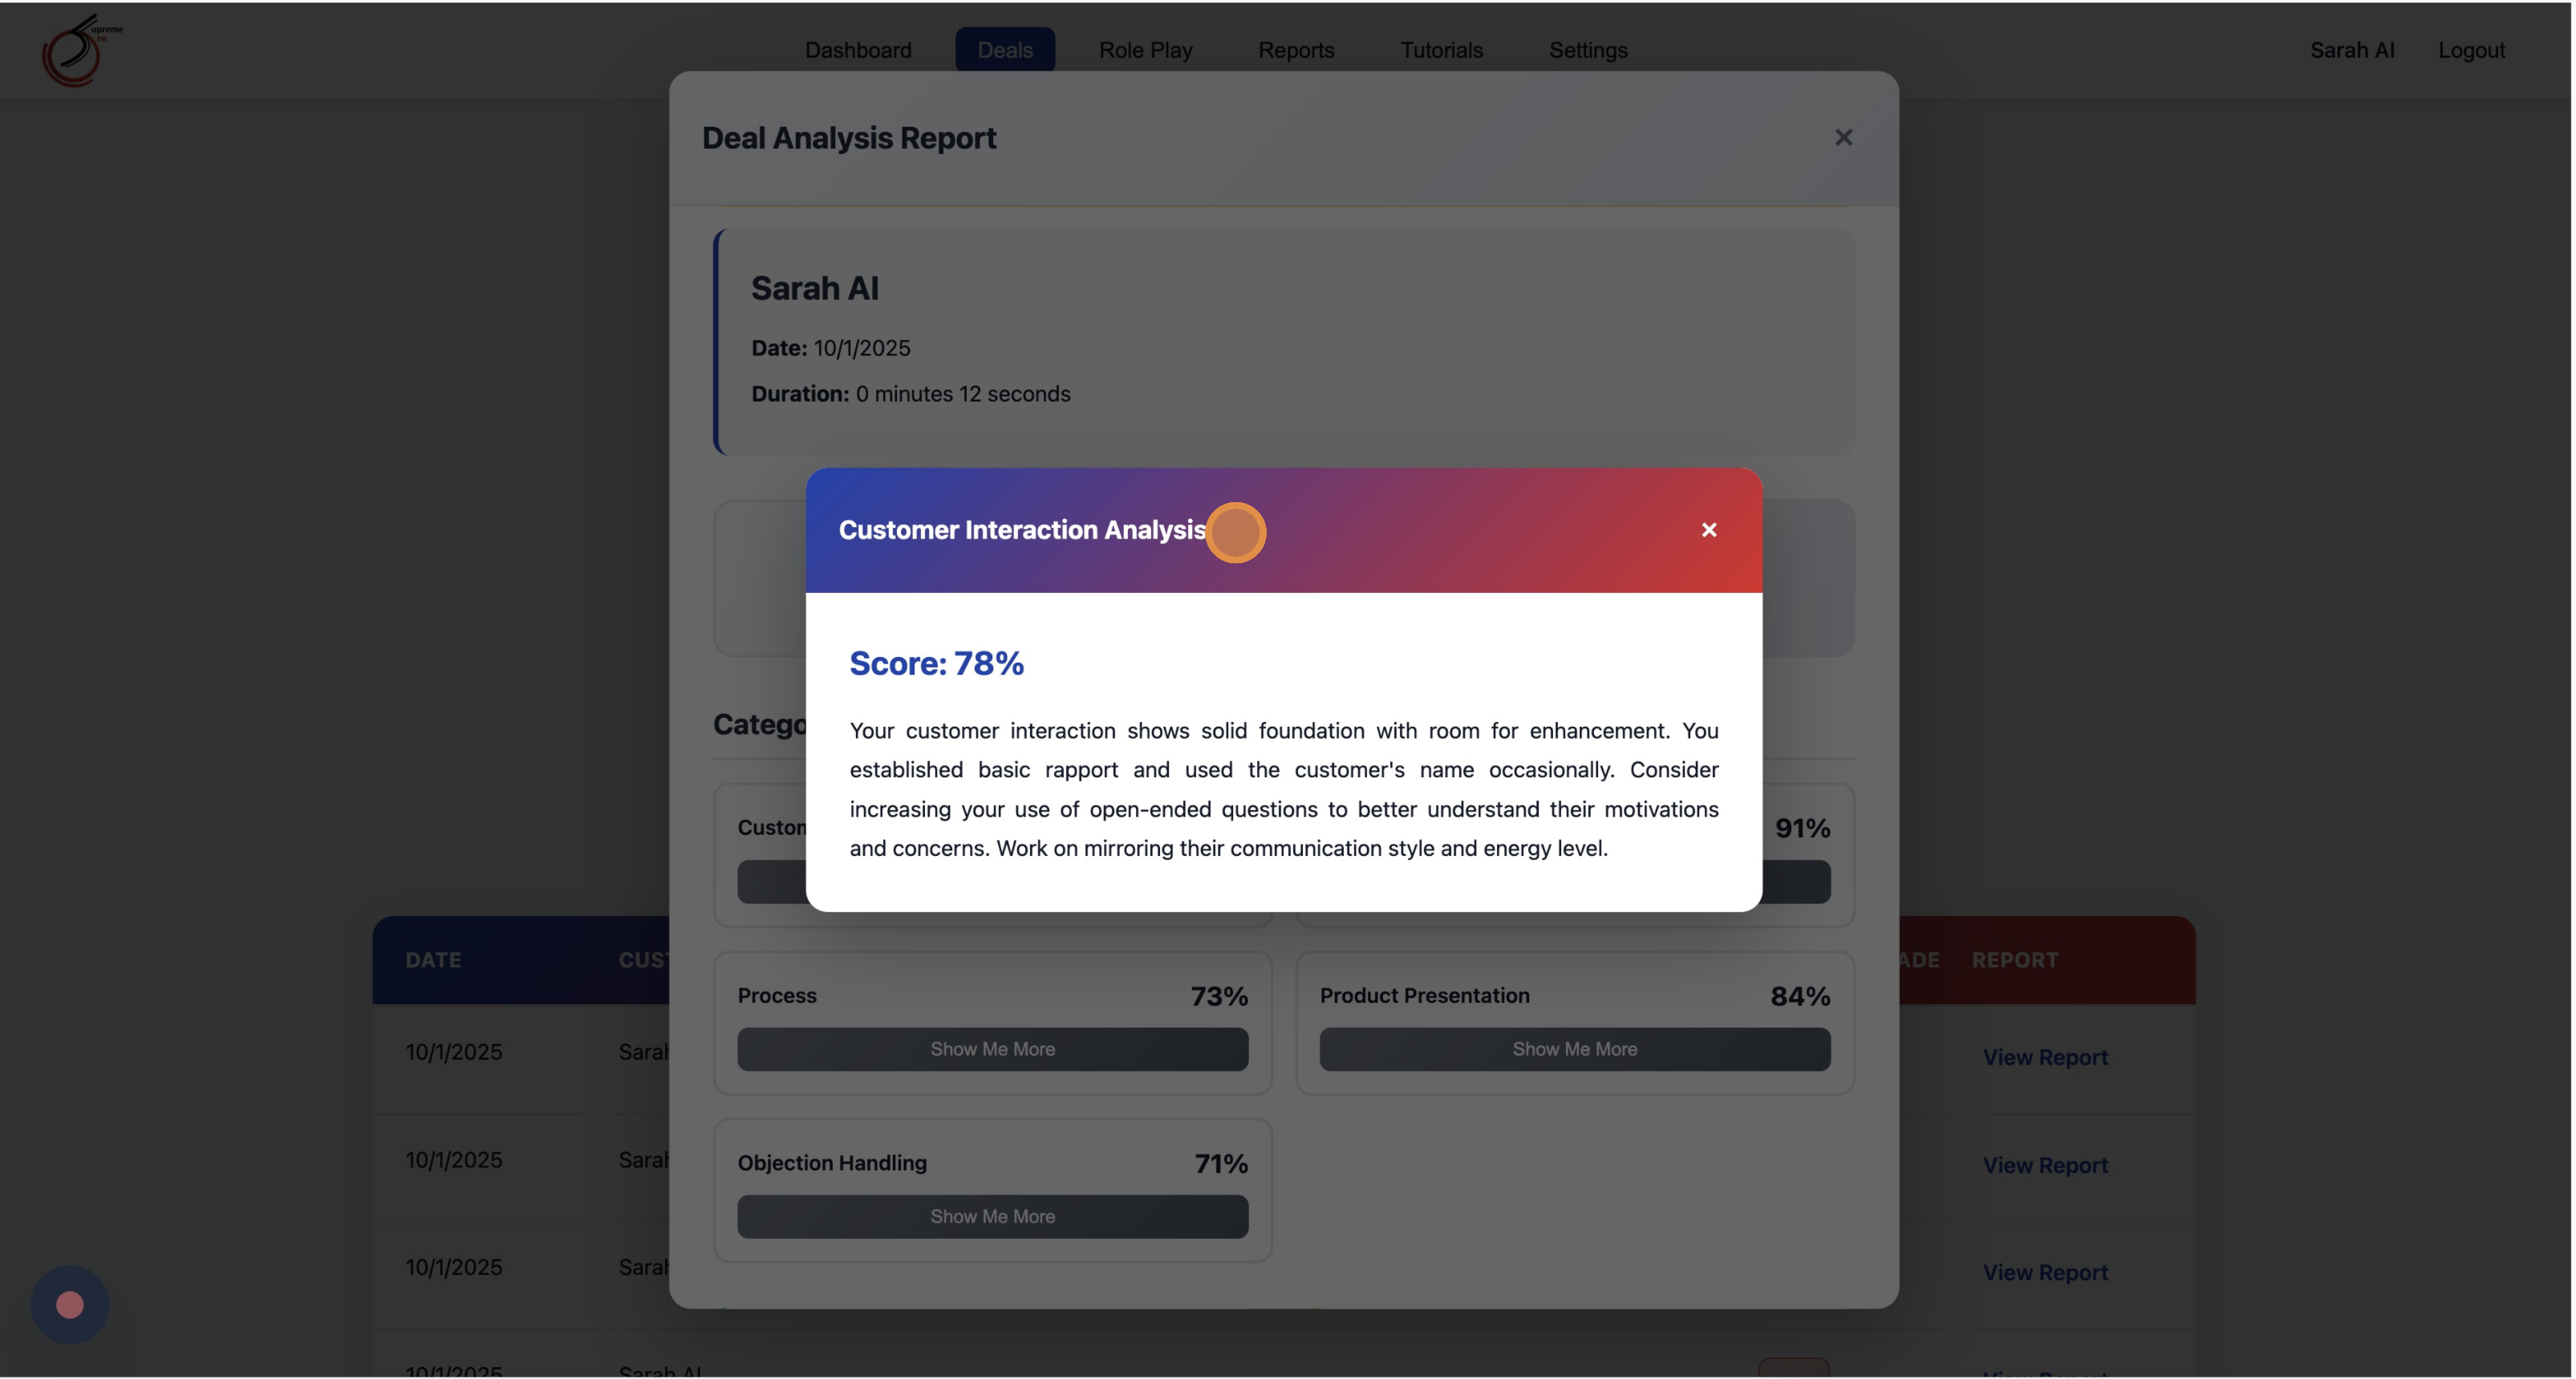 upreme
ne
Dashboard
Deals
Role Play
Reports
Tutorials
Settings
Sarah AI
Logout
Deal Analysis Report
×
Sarah AI
Date: 10/1/2025
Duration: 0 minutes 12 seconds
Customer Interaction Analysis
×
Score: 78%
Your customer interaction shows solid foundation with room for enhancement. You
established basic rapport and used the customer's name occasionally. Consider
increasing your use of open-ended questions to better understand their motivations
and concerns. Work on mirroring their communication style and energy level.
Catego
Custon
91%
Process
73%
Show Me More
Product Presentation
84%
Show Me More
Objection Handling
71%
Show Me More
DATE
CUST
ADE
REPORT
10/1/2025
Sarah
View Report
10/1/2025
Sarah
View Report
10/1/2025
Sarah
View Report
10/1/2025
Sarah AI
View Report